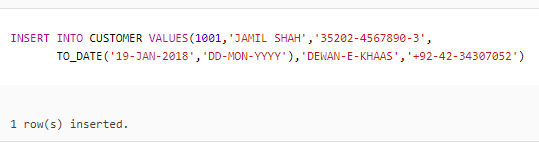 INSERT INTO CUSTOMER VALUES(1001,'JAMIL SHAH','35202-4567890-3',
TO_DATE('19-JAN-2018','DD-MON-YYYY'),'DEWAN-E-KHAAS','+92-42-34307052')
1 row(s) inserted.